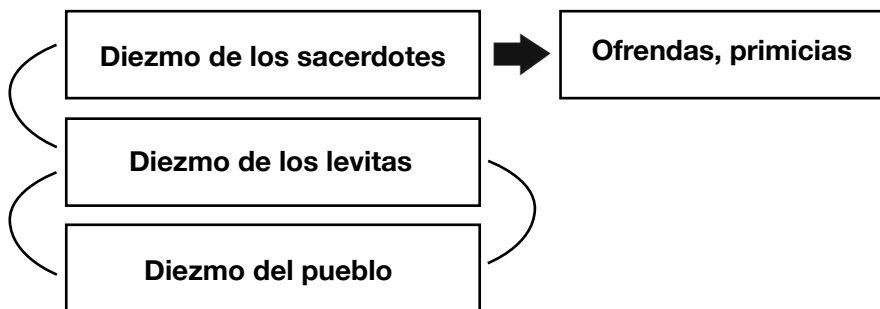 Diezmo de los sacerdotes
Ofrendas, primicias
Diezmo de los levitas
Diezmo del pueblo